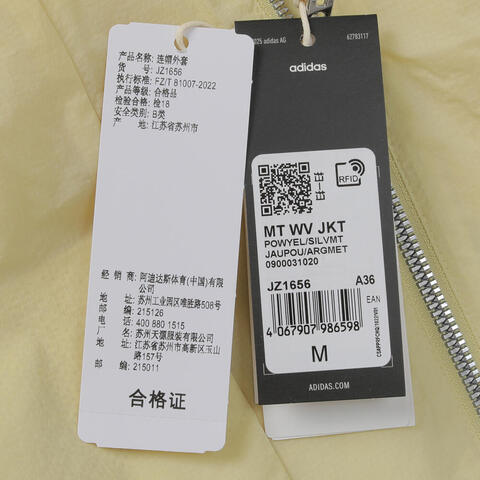 产品名称: 连帽外套
货 号: JZ1656
执行标准: FZ/T 81007-2022
产品等级: 合格品
检验合格: 检18
安全类别: B类
产 地: 江苏省苏州市
经 销 商: 阿迪达斯体育(中国)有限公司
地 址: 苏州工业园区唯胜路508号
邮 编: 215126
电 话: 400 880 1515
厂 名: 苏州天骠服装有限公司
地 址: 江苏省苏州市高新区玉山路157号
邮 编: 215011
合格证
2025 adidas AG
62793117
adidas
RFID
MT WV JKT
POWYEL/SILVMT
JAUPOU/ARGMET
0900031020
JZ1656 A36
EAN
4 067907 986598
M
ADIDAS.COM